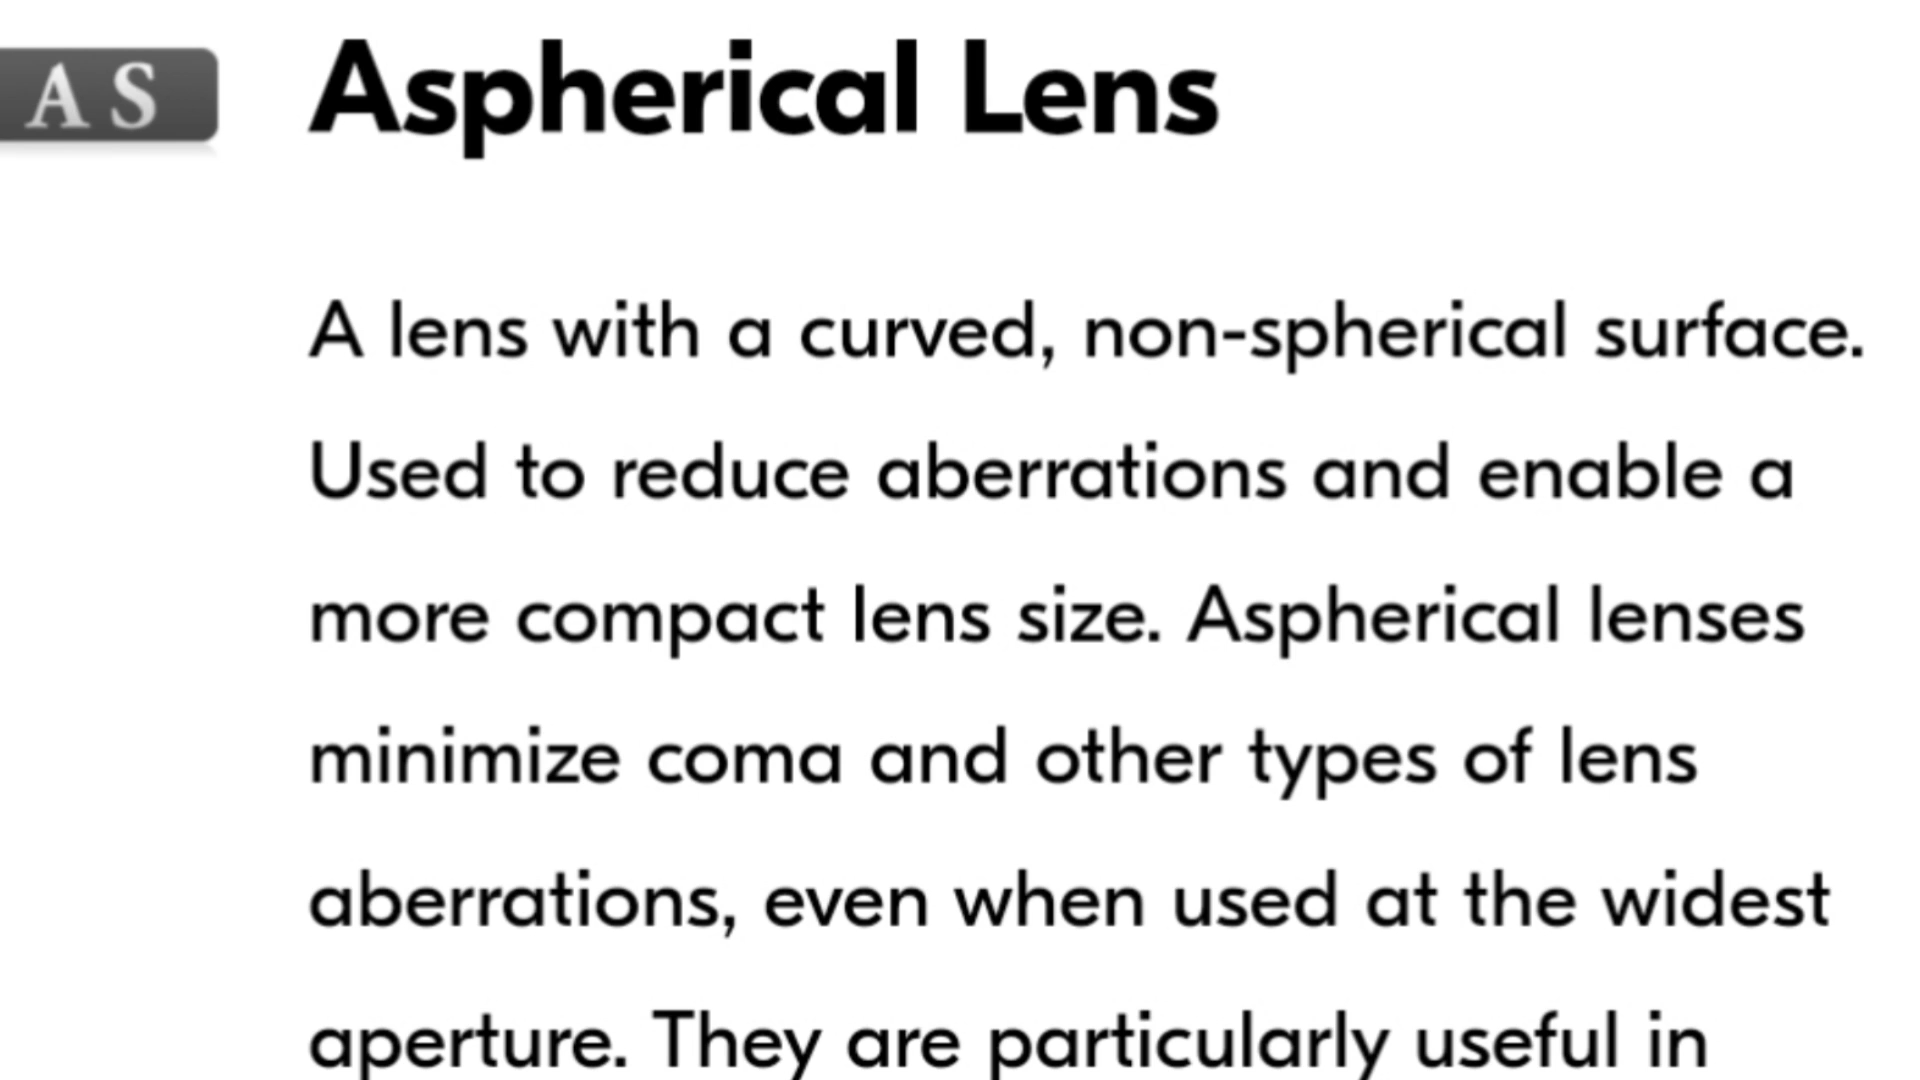 AS
Aspherical Lens
A lens with a curved, non-spherical surface.
Used to reduce aberrations and enable a
more compact lens size. Aspherical lenses
minimize coma and other types of lens
aberrations, even when used at the widest
aperture. They are particularly useful in